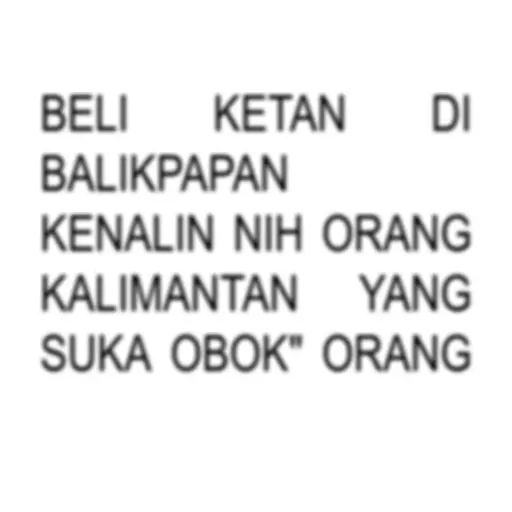 BELI KETAN DI
BALIKPAPAN
KENALIN NIH ORANG
KALIMANTAN YANG
SUKA OBOK" ORANG